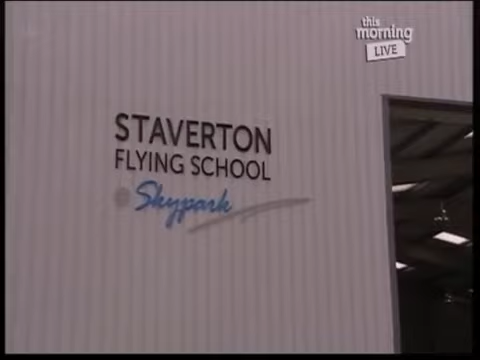 this
morning
LIVE
STAVERTON
FLYING SCHOOL
Skypark